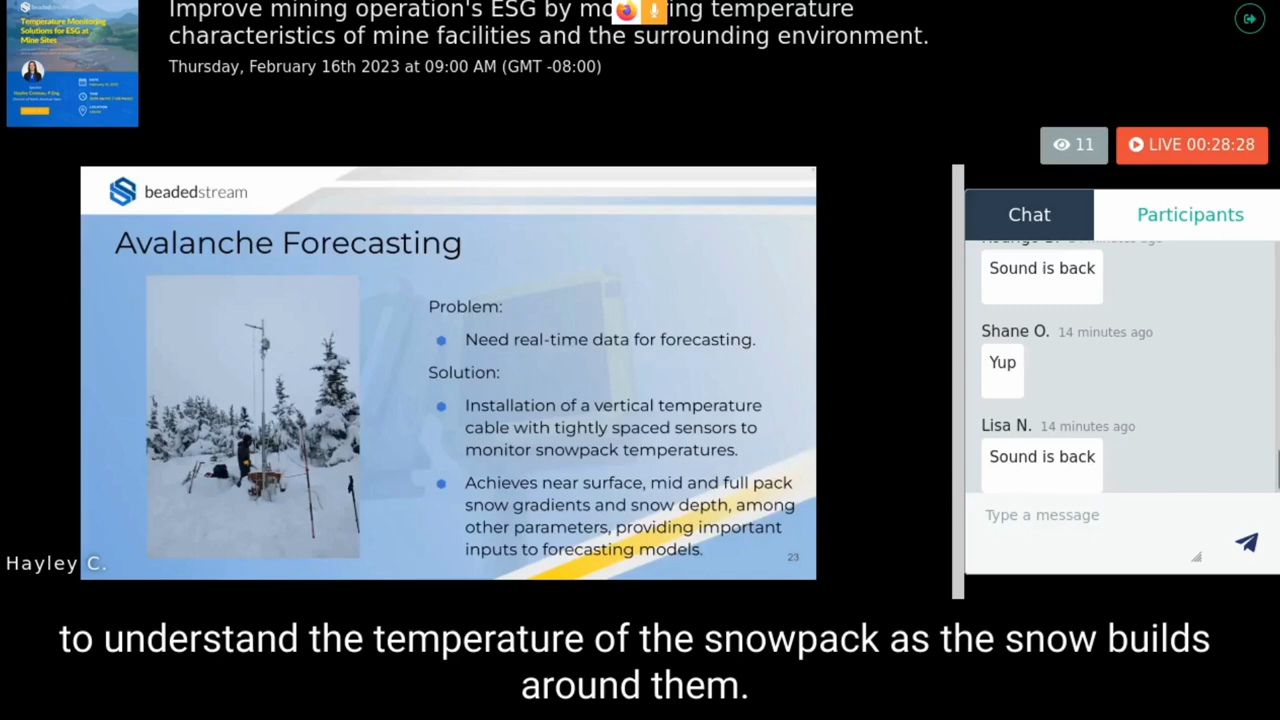 Improve mining operation's ESG by mo ring temperature
characteristics of mine facilities and the surrounding environment.
Thursday, February 16th 2023 at 09:00 AM (GMT -08:00)
Temperature Monitoring
Solutions for ESG at
Mine Sites
11
LIVE 00:28:28
beadedstream
Avalanche Forecasting
Problem:
Need real-time data for forecasting.
Solution:
Installation of a vertical temperature
cable with tightly spaced sensors to
monitor snowpack temperatures.
Achieves near surface, mid and full pack
snow gradients and snow depth, among
other parameters, providing important
inputs to forecasting models.
23
Hayley C.
Chat
Participants
Sound is back
Shane O. 14 minutes ago
Yup
Lisa N. 14 minutes ago
Sound is back
Type a message
to understand the temperature of the snowpack as the snow builds
around them.